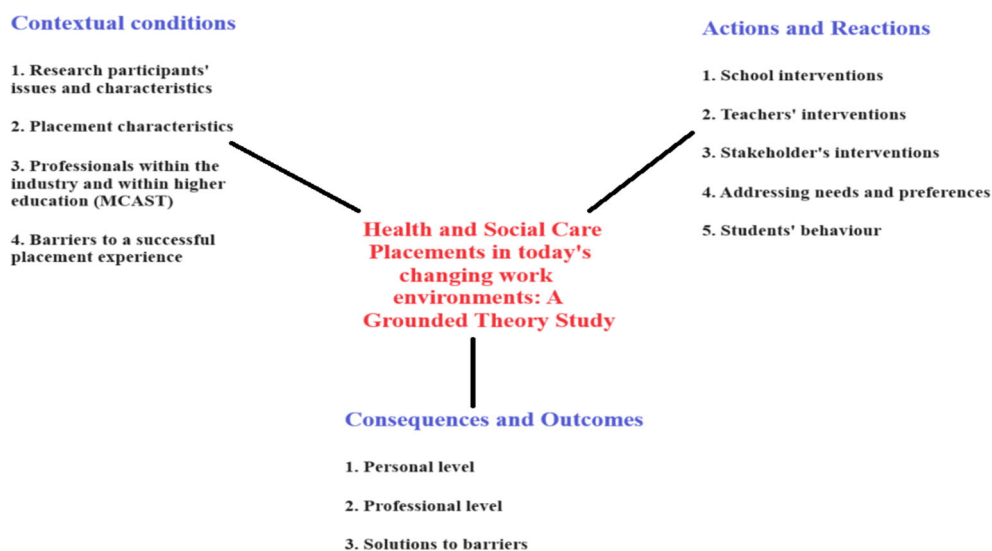 Contextual conditions
1. Research participants'
issues and characteristics
2. Placement characteristics
3. Professionals within the
industry and within higher
education (MCAST)
4. Barriers to a successful
placement experience
Actions and Reactions
1. School interventions
2. Teachers' interventions
3. Stakeholder's interventions
4. Addressing needs and preferences
5. Students' behaviour
Health and Social Care
Placements in today's
changing work
environments: A
Grounded Theory Study
Consequences and Outcomes
1. Personal level
2. Professional level
3. Solutions to barriers